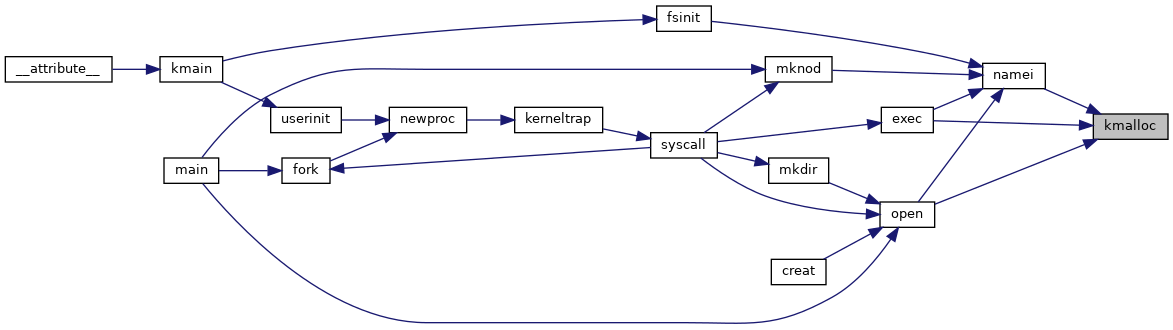 fsinit
__attribute__
kmain
mknod
namei
userinit
newproc
kerneltrap
exec
kmalloc
syscall
main
fork
mkdir
open
creat